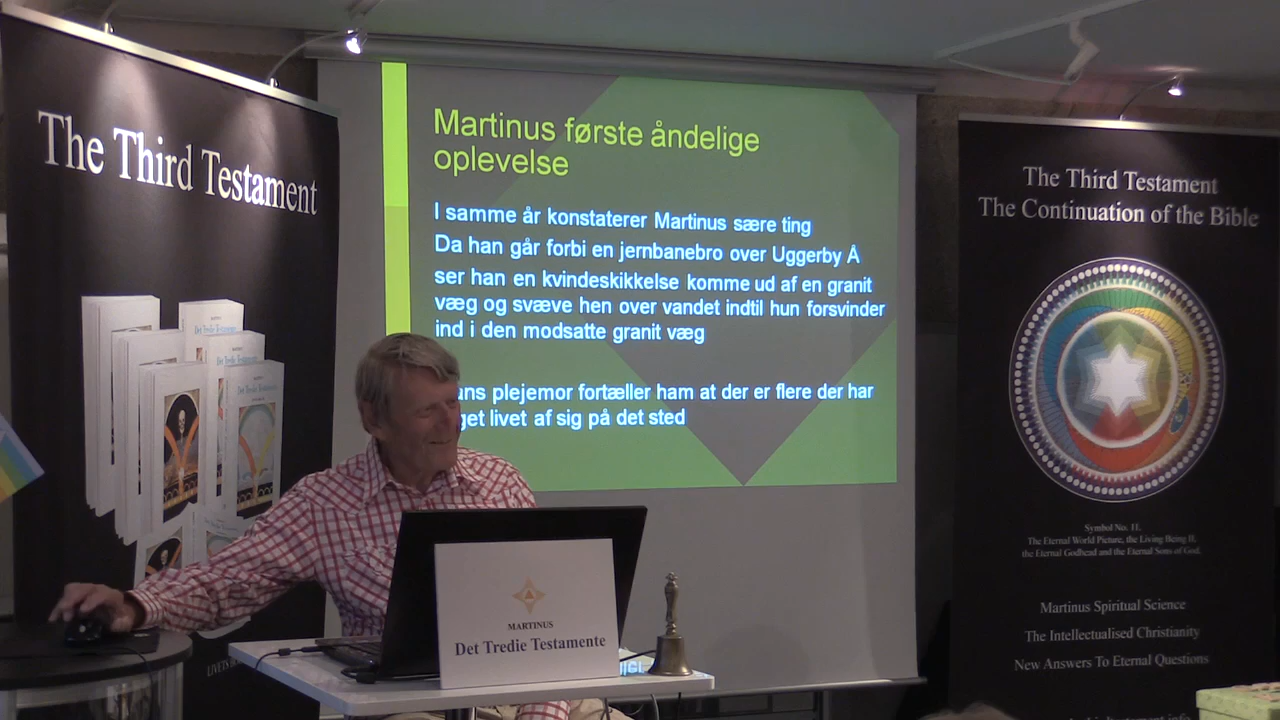 The Third Testament
Martinus første åndelige
oplevelse
I samme år konstaterer Martinus sære ting
Da han går forbi en jernbanebro over Uggerby Å
ser han en kvindeskikkelse komme ud af en granit
væg og svæve hen over vandet indtil hun forsvinder
ind i den modsatte granit væg
plejemor fortæller ham at der er flere der har
livet af sig på det sted
The Third Testament
The Continuation of the Bible
Symbol No. 11,
The Eternal World Picture, the Living Being II,
the Eternal Godhead and the Eternal Sons of God.
Martinus Spiritual Science
The Intellectualised Christianity
New Answers To Eternal Questions
MARTINUS
Det Tredie Testamente